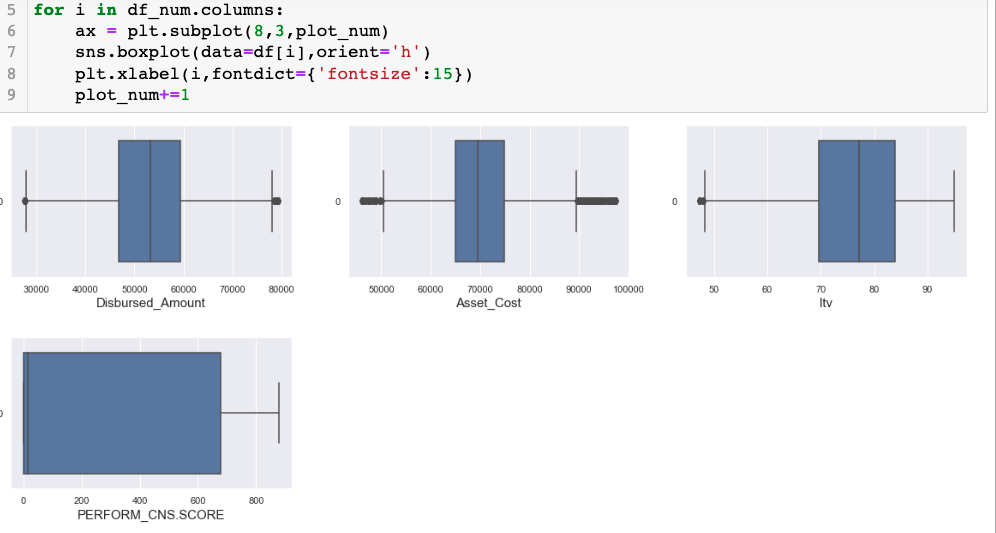 5 for i in df_num.columns:
6     ax = plt.subplot(8,3,plot_num)
7     sns.boxplot(data=df[i],orient='h')
8     plt.xlabel(i,fontdict={'fontsize':15})
9     plot_num+=1
0
30000 40000 50000 60000 70000 80000
Disbursed_Amount
0
50000 60000 70000 80000 90000 100000
Asset_Cost
0
50 60 70 80 90
ltv
0
0 200 400 600 800
PERFORM_CNS.SCORE